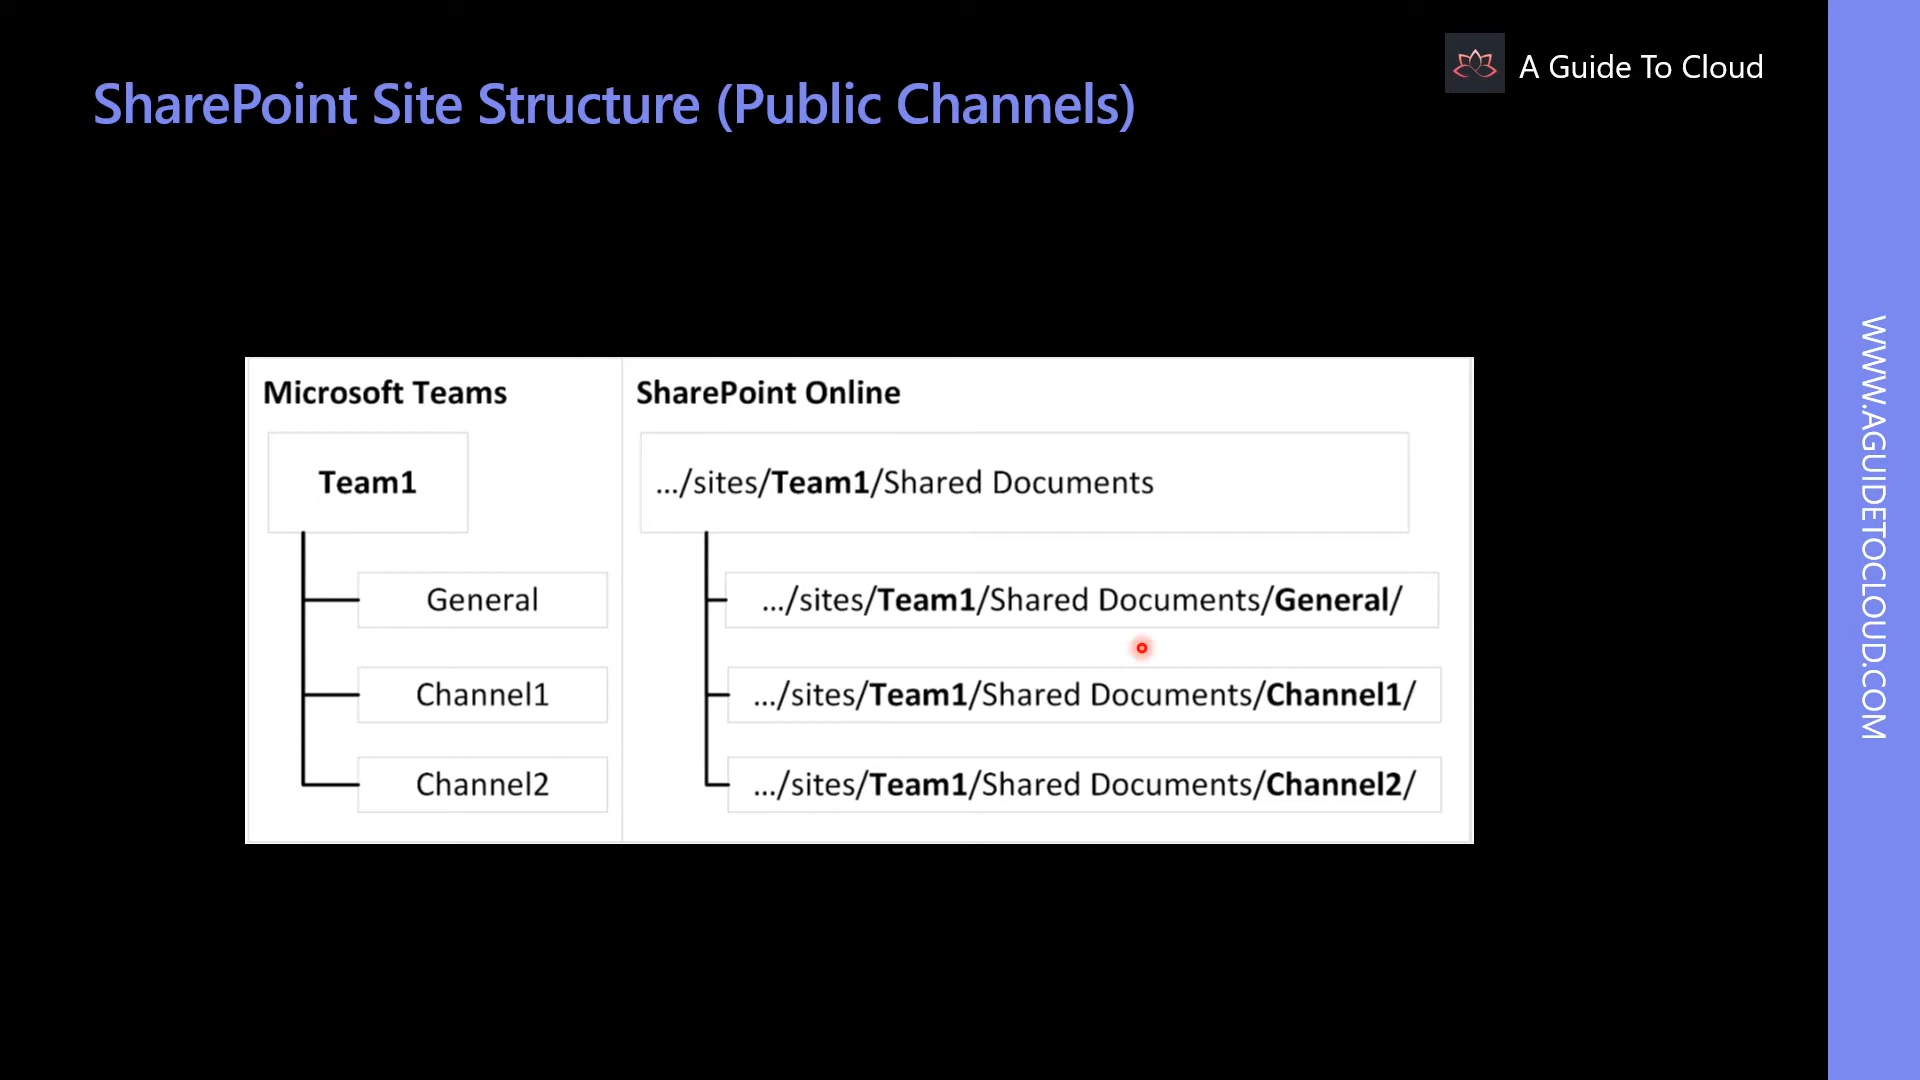 A Guide To Cloud
SharePoint Site Structure (Public Channels)
Microsoft Teams
Team1
General
Channel1
Channel2
SharePoint Online
.../sites/Team1/Shared Documents
.../sites/Team1/Shared Documents/General/
.../sites/Team1/Shared Documents/Channel1/
.../sites/Team1/Shared Documents/Channel2/
WWW.AGUIDETOCLOUD.COM